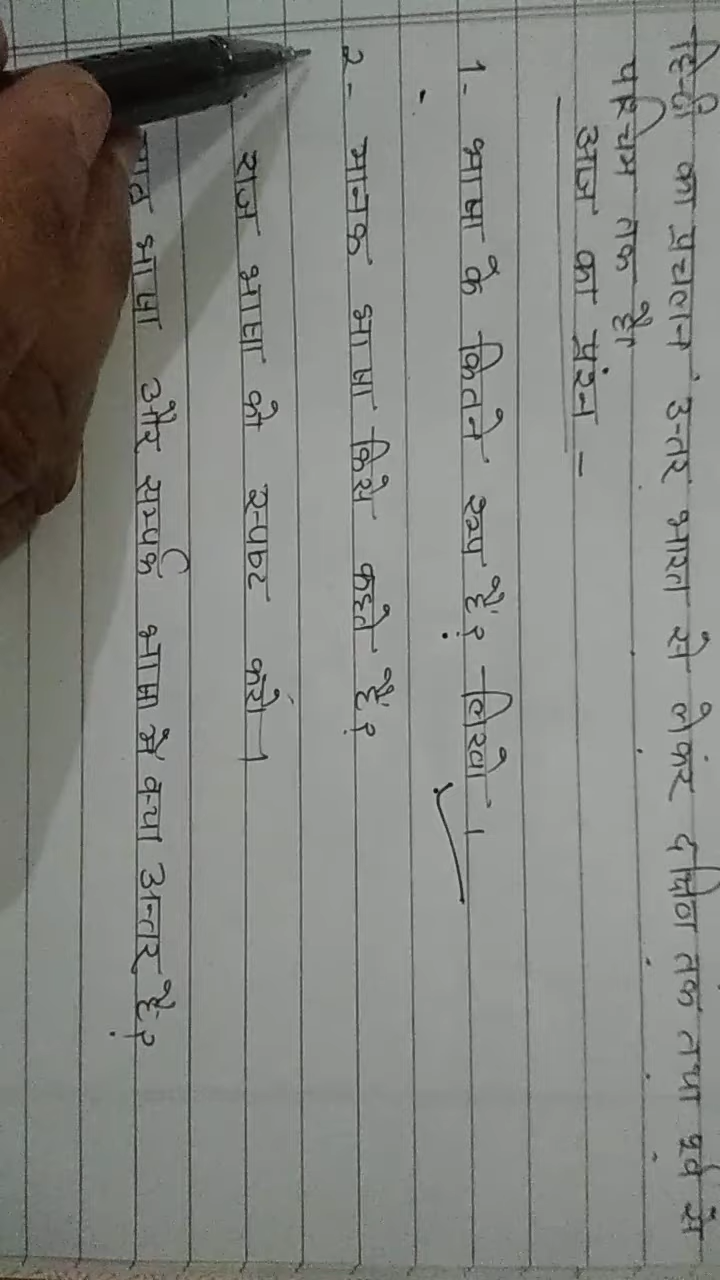 हिन्दी का प्रचलन उत्तर भारत से लेकर दक्षिण तक तथा पूर्व से
पश्चिम तक है।
आज का प्रश्न –
1- भाषा के कितने रूप हैं? लिखो।
२- मानक भाषा किसे कहते हैं?
राज भाषा को स्पष्ट करो।
भाषा और सम्पर्क भाषा में क्या अन्तर है?